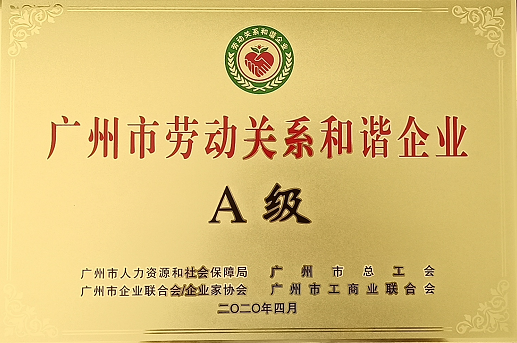 劳动关系和谐企业
广州市劳动关系和谐企业
A级
广州市人力资源和社会保障局 广州市总工会
广州市企业联合会/企业家协会 广州市工商业联合会
二〇二〇年四月